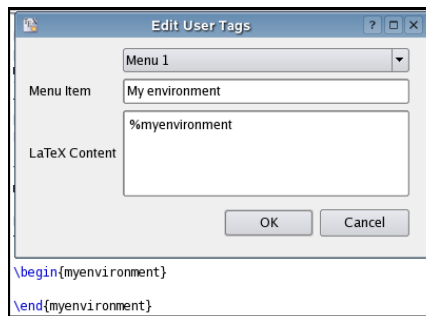 Edit User Tags
Menu 1
Menu Item
My environment
%myenvironment
LaTeX Content
OK
Cancel
\begin{myenvironment}
\end{myenvironment}